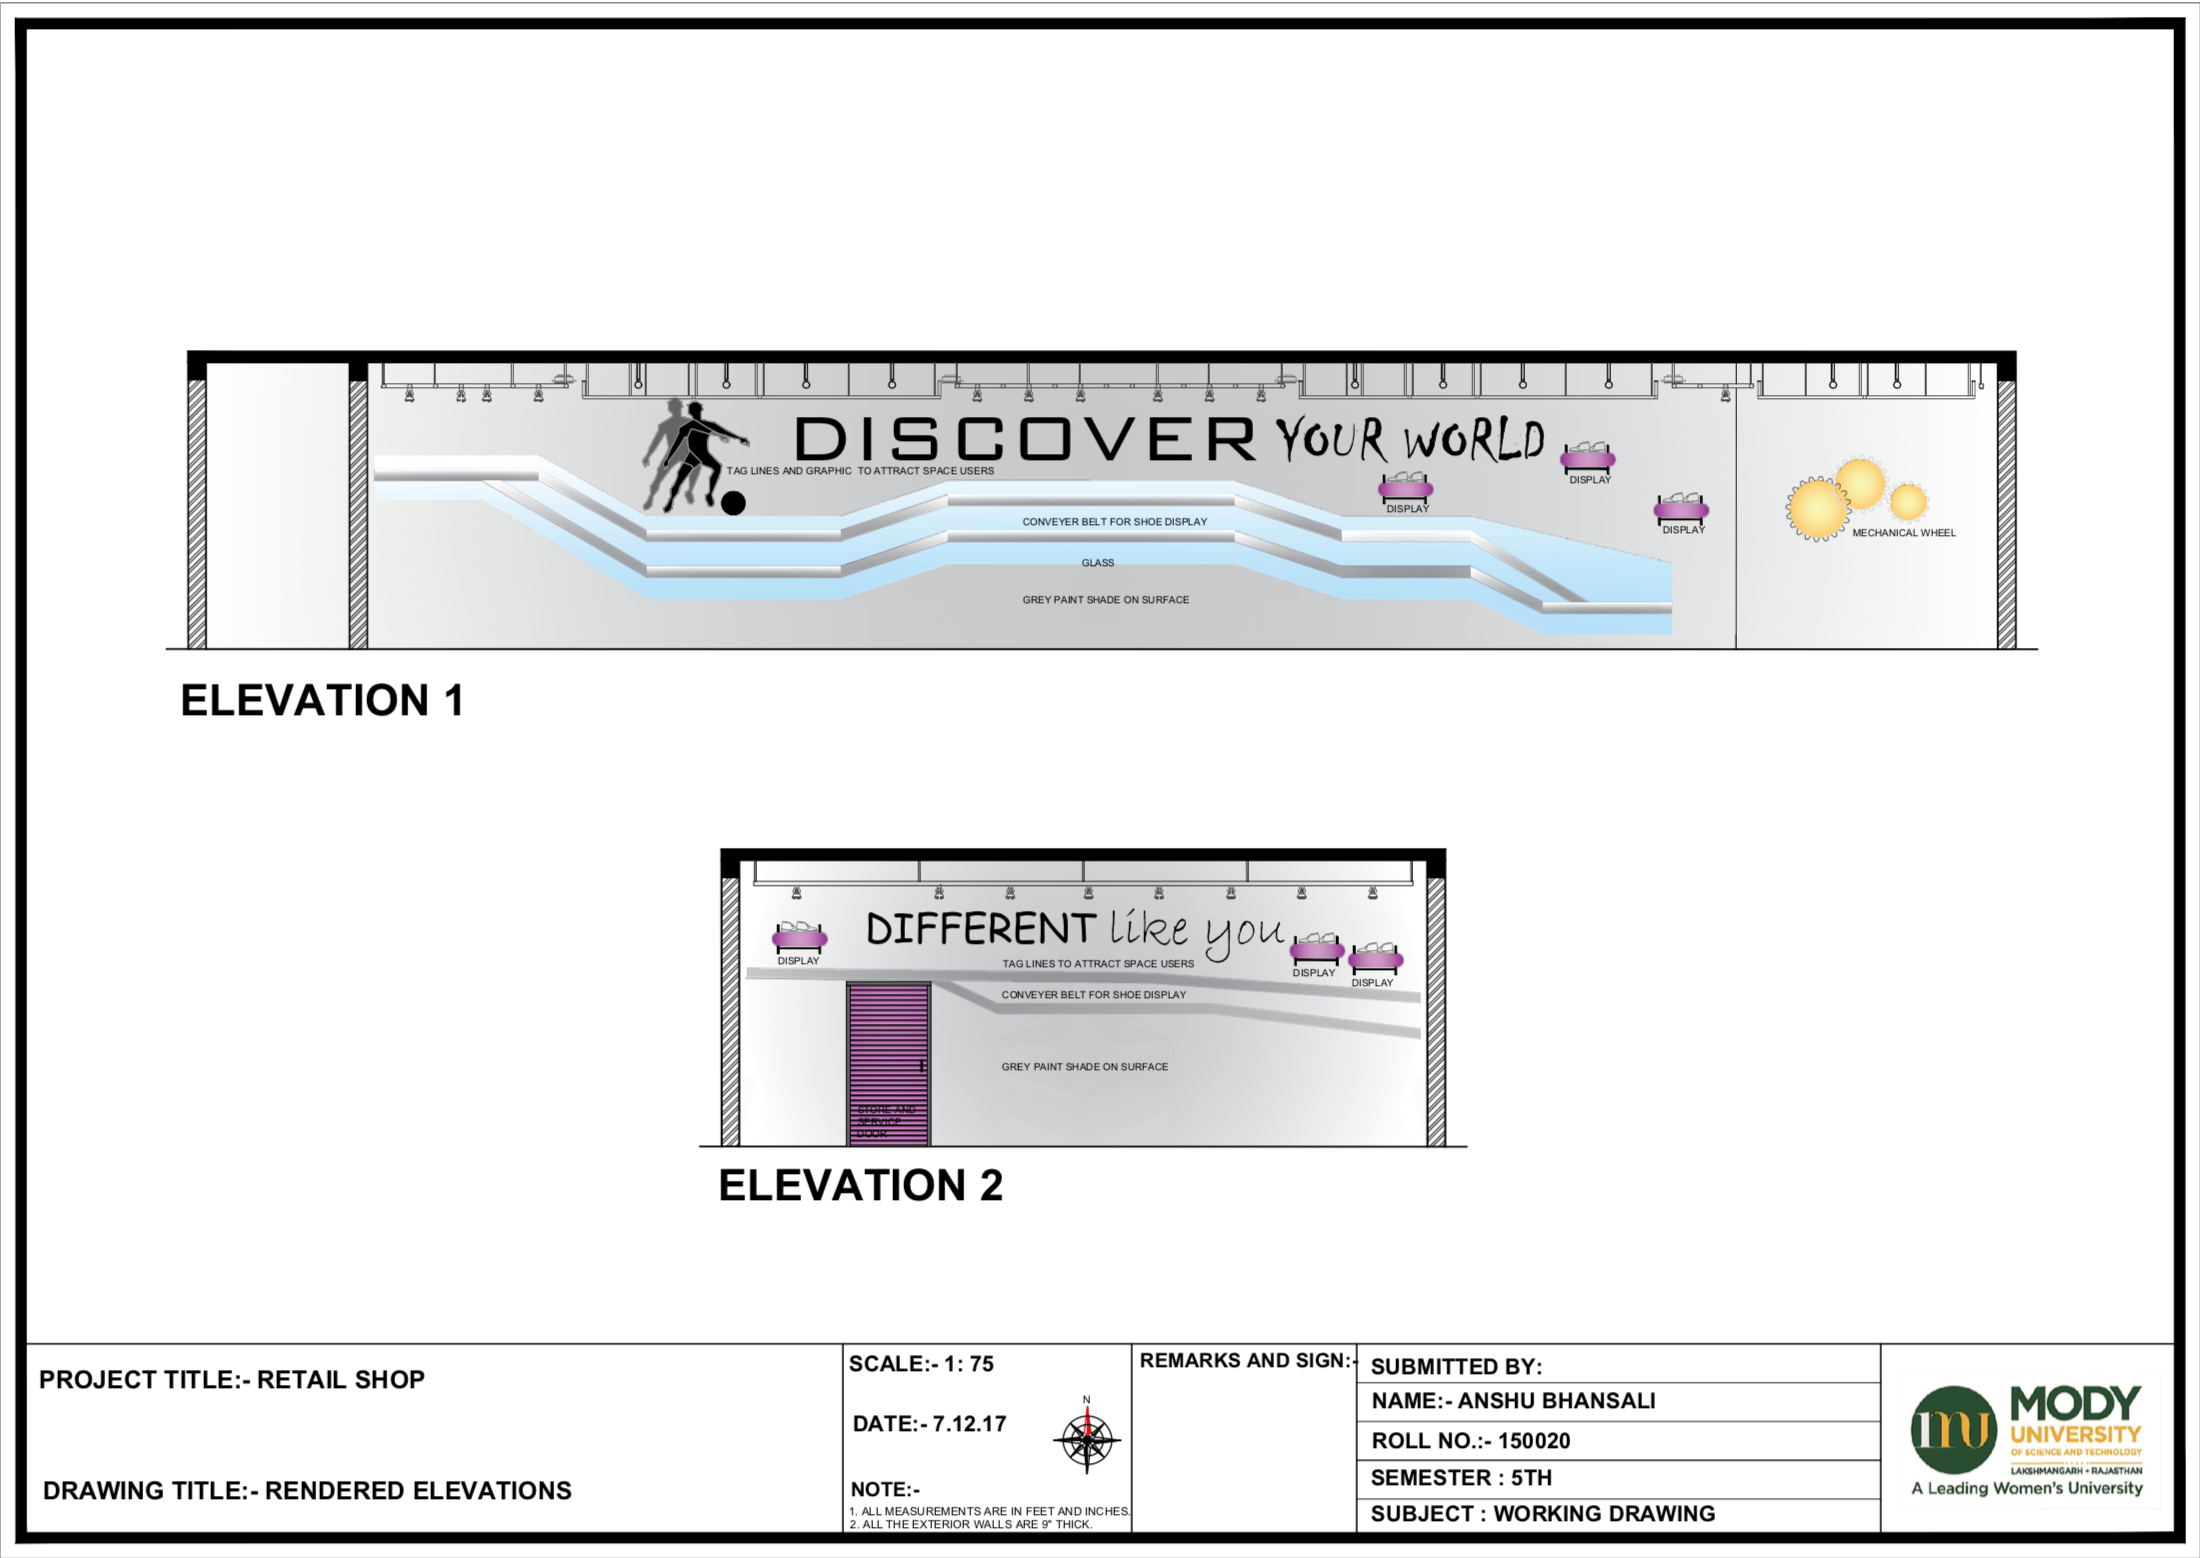 DISCOVER YOUR WORLD
TAG LINES AND GRAPHIC TO ATTRACT SPACE USERS
DISPLAY
DISPLAY
DISPLAY
CONVEYER BELT FOR SHOE DISPLAY
MECHANICAL WHEEL
GLASS
GREY PAINT SHADE ON SURFACE
ELEVATION 1
DIFFERENT like you
DISPLAY
TAG LINES TO ATTRACT SPACE USERS
DISPLAY
DISPLAY
CONVEYER BELT FOR SHOE DISPLAY
GREY PAINT SHADE ON SURFACE
STORE AND
SERVICE
DOOR
ELEVATION 2
PROJECT TITLE:- RETAIL SHOP
DRAWING TITLE:- RENDERED ELEVATIONS
SCALE:- 1: 75
DATE:- 7.12.17
N
NOTE:-
1. ALL MEASUREMENTS ARE IN FEET AND INCHES.
2. ALL THE EXTERIOR WALLS ARE 9" THICK.
REMARKS AND SIGN:-
SUBMITTED BY:
NAME:- ANSHU BHANSALI
ROLL NO.:- 150020
SEMESTER : 5TH
SUBJECT : WORKING DRAWING
mu
MODY
UNIVERSITY
OF SCIENCE AND TECHNOLOGY
LAKSHMANGARH • RAJASTHAN
A Leading Women's University